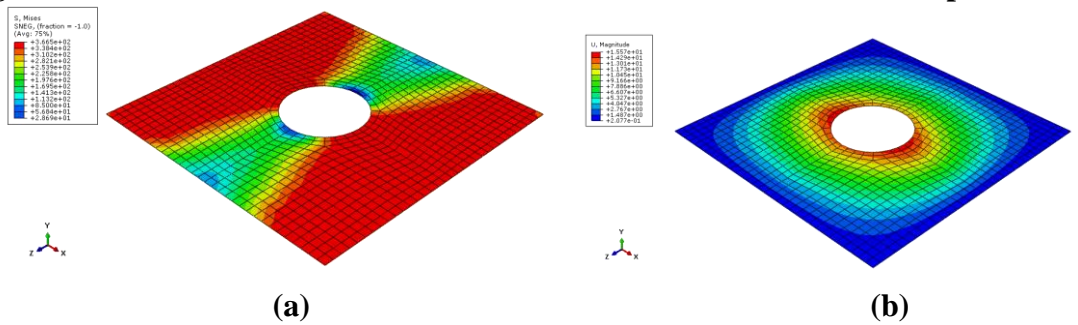 S, Mises
SNEG, (fraction = -1.0)
(Avg: 75%)
+3.665e+02
+3.384e+02
+3.102e+02
+2.821e+02
+2.539e+02
+2.258e+02
+1.976e+02
+1.695e+02
+1.413e+02
+1.132e+02
+8.500e+01
+5.684e+01
+2.869e+01
Y
Z
X
(a)
U, Magnitude
+1.557e+01
+1.429e+01
+1.301e+01
+1.173e+01
+1.045e+01
+9.166e+00
+7.886e+00
+6.607e+00
+5.327e+00
+4.047e+00
+2.767e+00
+1.487e+00
+2.077e-01
Y
Z
X
(b)